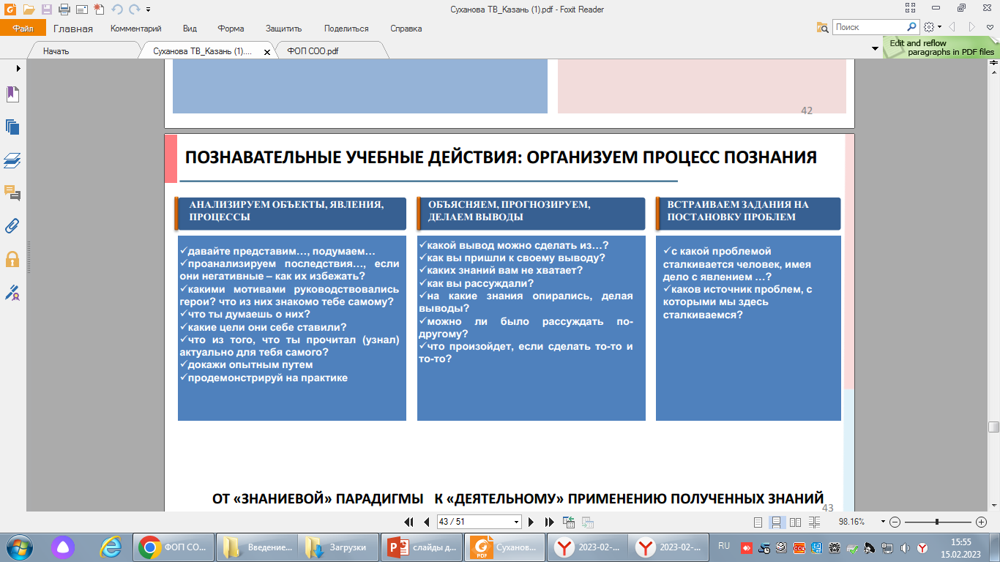 Суханова ТВ_Казань (1).pdf - Foxit Reader
Файл Главная Комментарий Вид Форма Защитить Поделиться Справка
Поиск
Начать
Суханова ТВ_Казань (1)....
ФОП СОО.pdf
Edit and reflow
paragraphs in PDF files
42
ПОЗНАВАТЕЛЬНЫЕ УЧЕБНЫЕ ДЕЙСТВИЯ: ОРГАНИЗУЕМ ПРОЦЕСС ПОЗНАНИЯ
АНАЛИЗИРУЕМ ОБЪЕКТЫ, ЯВЛЕНИЯ,
ПРОЦЕССЫ
✓давайте представим…, подумаем…
✓проанализируем последствия…, если
они негативные – как их избежать?
✓какими мотивами руководствовались
герои? что из них знакомо тебе самому?
✓что ты думаешь о них?
✓какие цели они себе ставили?
✓что из того, что ты прочитал (узнал)
актуально для тебя самого?
✓докажи опытным путем
✓продемонстрируй на практике
ОБЪЯСНЯЕМ, ПРОГНОЗИРУЕМ,
ДЕЛАЕМ ВЫВОДЫ
✓какой вывод можно сделать из…?
✓как вы пришли к своему выводу?
✓каких знаний вам не хватает?
✓как вы рассуждали?
✓на какие знания опирались, делая
выводы?
✓можно ли было рассуждать по-
другому?
✓что произойдет, если сделать то-то и
то-то?
ВСТРАИВАЕМ ЗАДАНИЯ НА
ПОСТАНОВКУ ПРОБЛЕМ
✓с какой проблемой
сталкивается человек, имея
дело с явлением …?
✓каков источник проблем, с
которыми мы здесь
сталкиваемся?
ОТ «ЗНАНИЕВОЙ» ПАРАДИГМЫ К «ДЕЯТЕЛЬНОМУ» ПРИМЕНЕНИЮ ПОЛУЧЕННЫХ ЗНАНИЙ
43
43 / 51
98.16%
ФОП СО...
Введение...
Загрузки
слайды д...
Суханов...
2023-02-...
2023-02-...
RU
15:55
15.02.2023